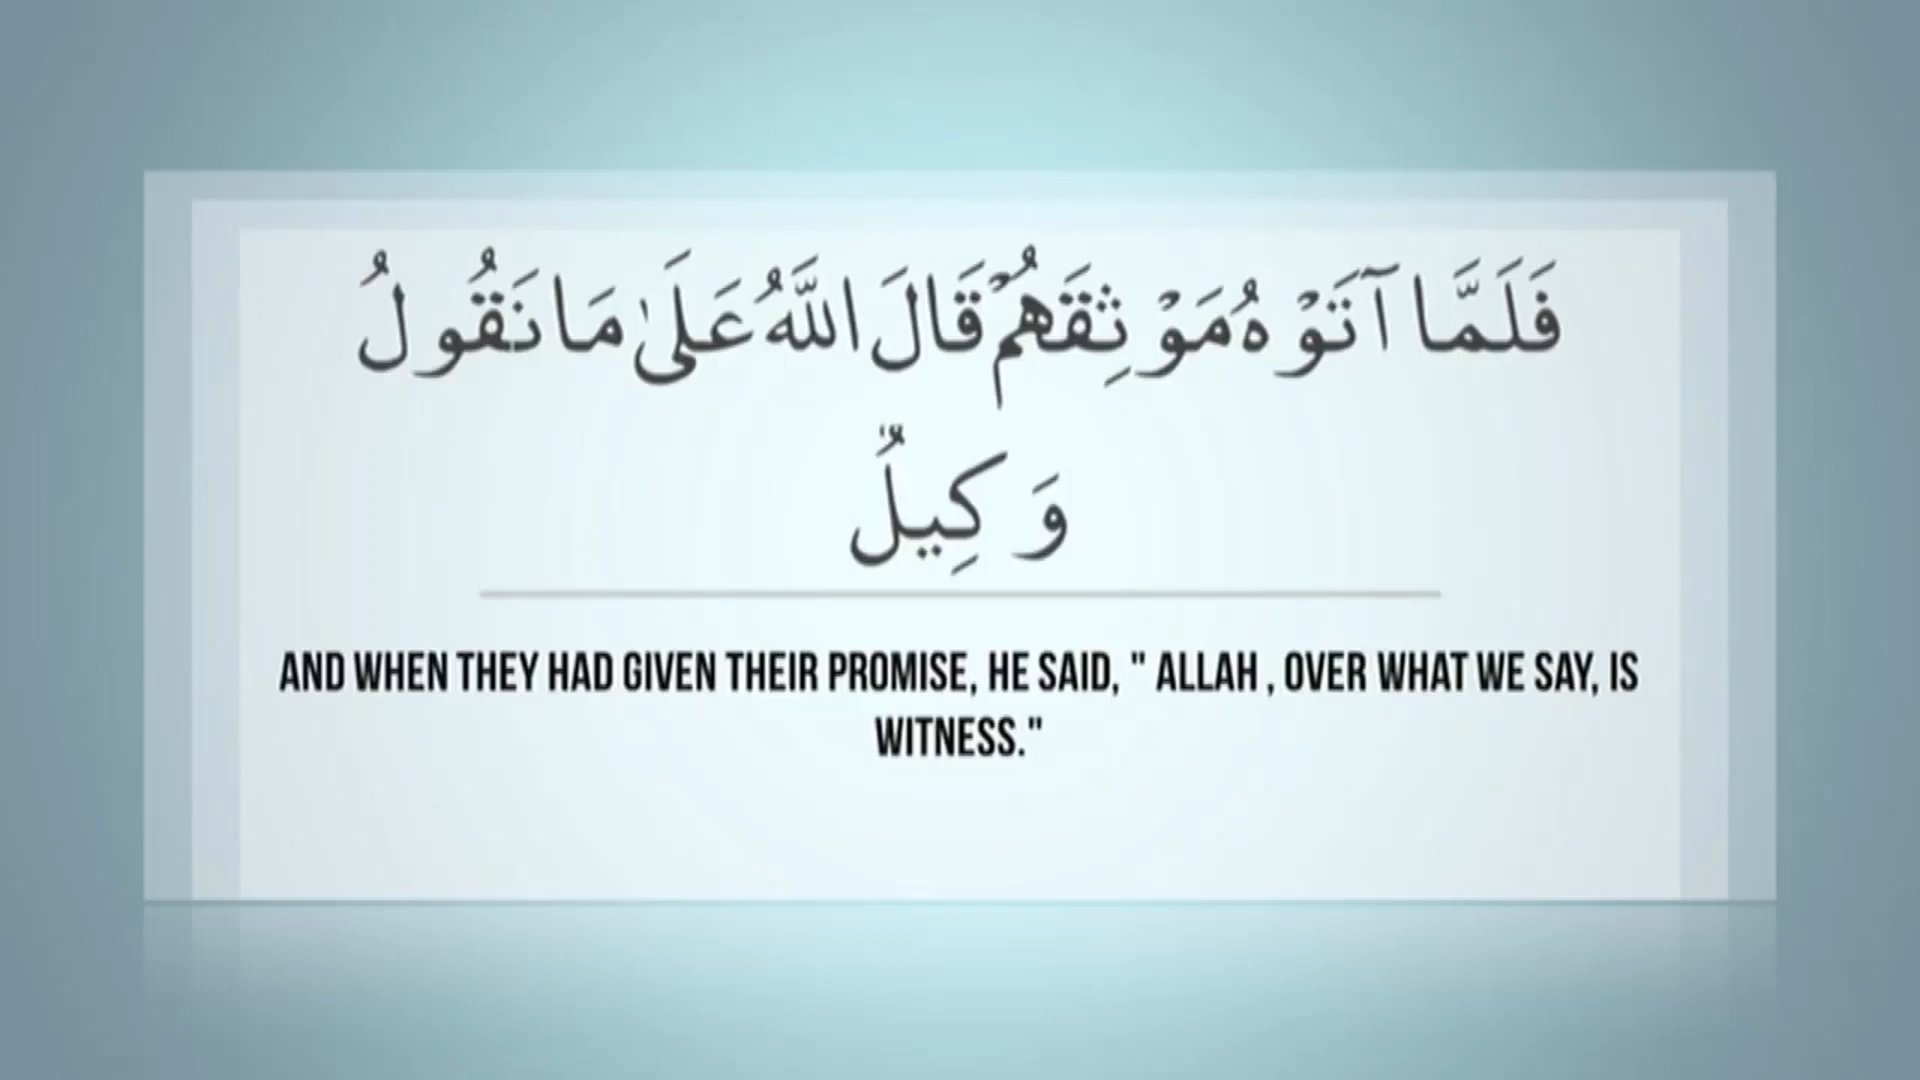 فَلَمَّا آتَوْهُ مَوْثِقَهُمْ قَالَ اللَّهُ عَلَىٰ مَا نَقُولُ
وَكِيلٌ
AND WHEN THEY HAD GIVEN THEIR PROMISE, HE SAID, " ALLAH , OVER WHAT WE SAY, IS
WITNESS."